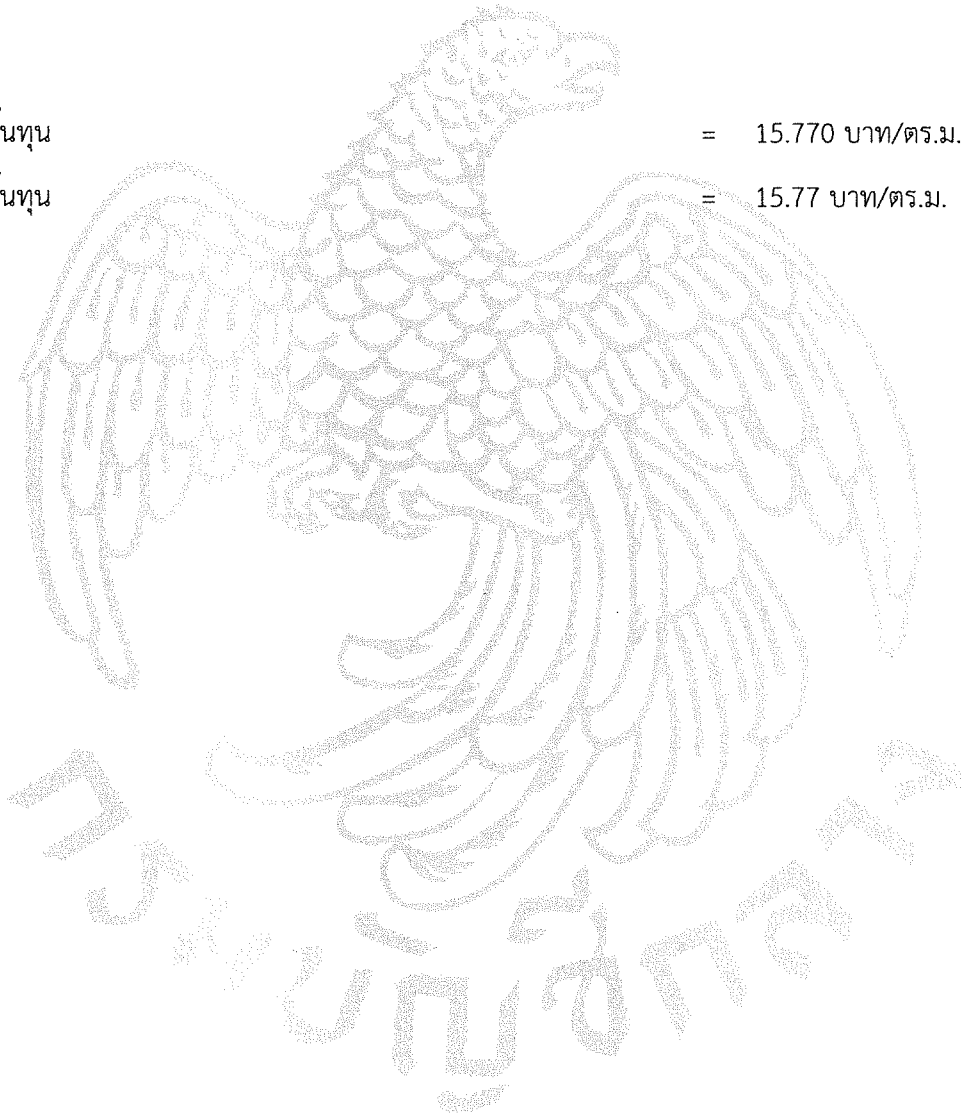 ้นทุน = 15.770 บาท/ตร.ม.
้นทุน = 15.77 บาท/ตร.ม.
กรมบัญชีกลาง